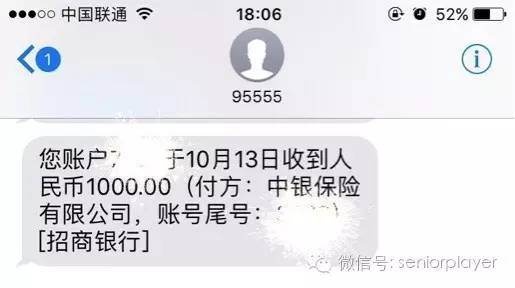 中国联通
18:06
52%
1
95555
您账户7 于10月13日收到人
民币1000.00（付方：中银保险
有限公司，账号尾号：
[招商银行]
微信号: seniorplayer